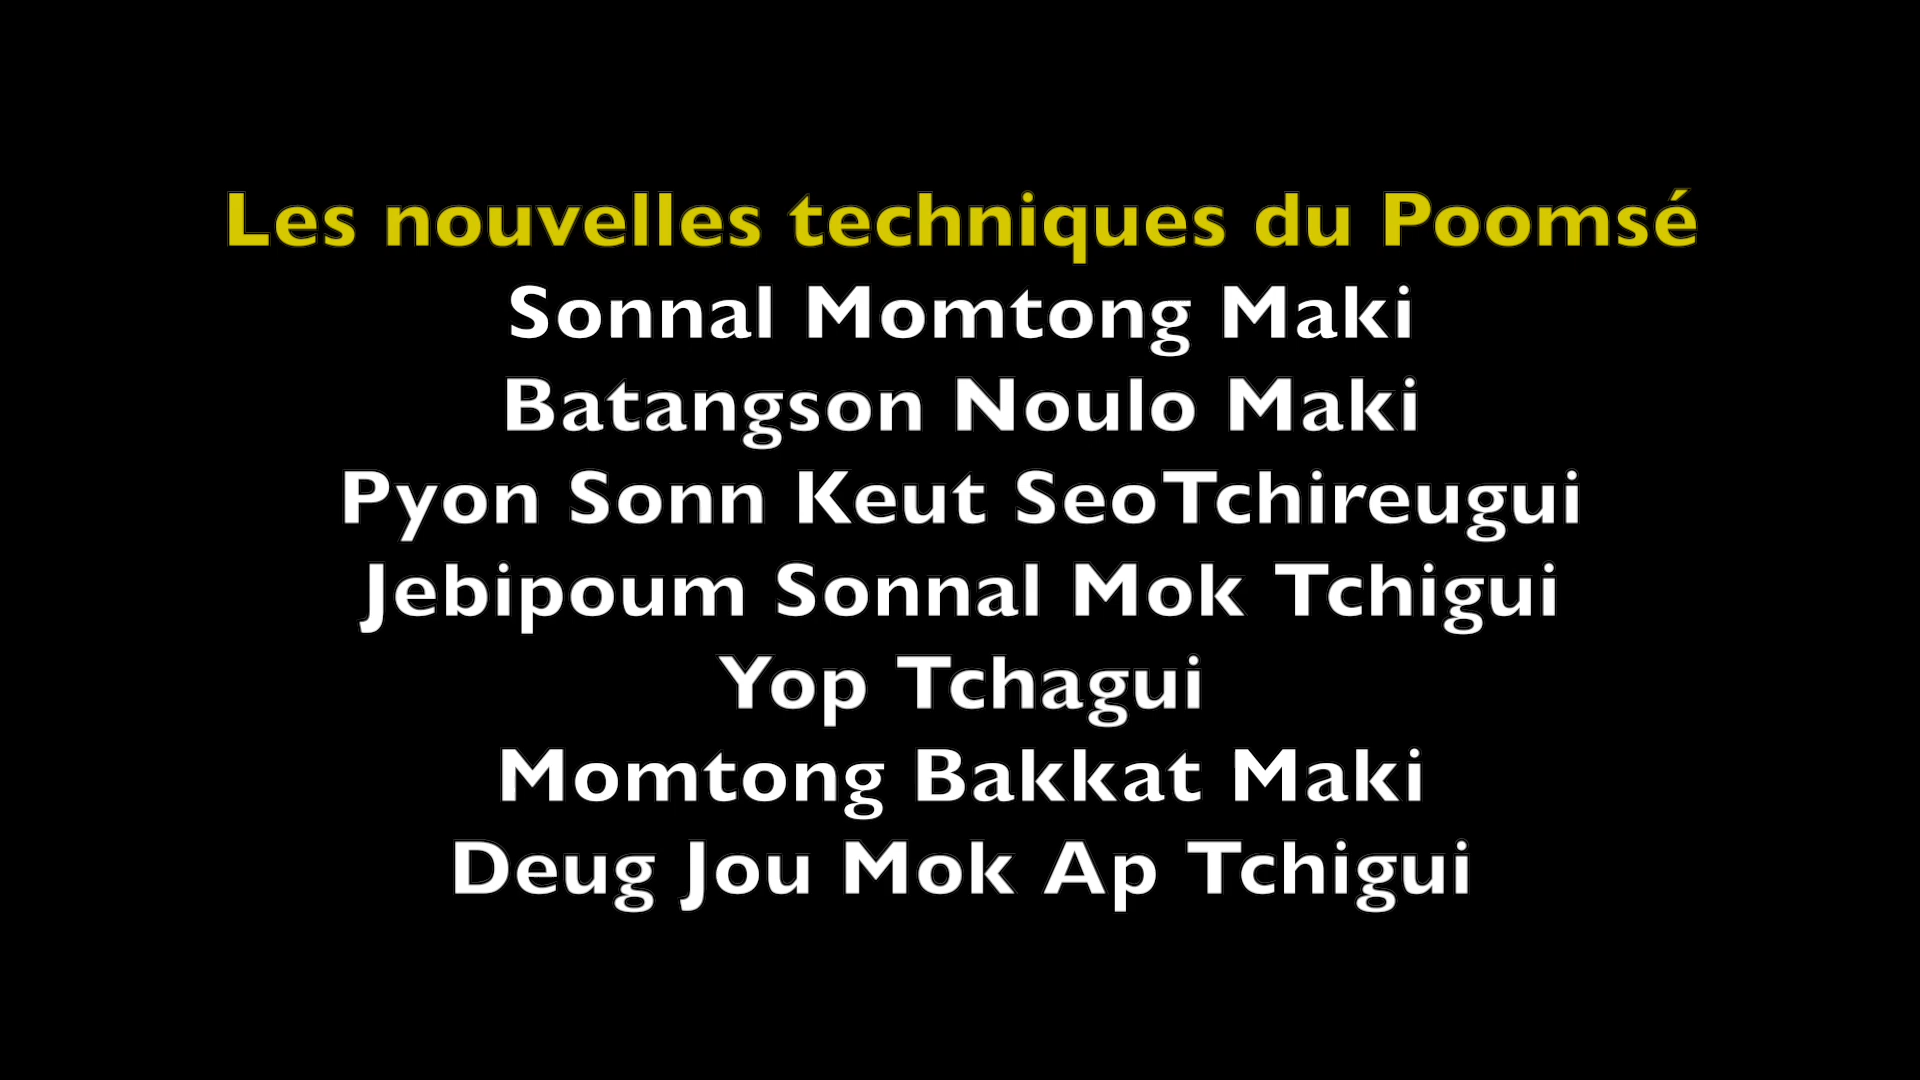 Les nouvelles techniques du Poomsé
Sonnal Momtong Maki
Batangson Noulo Maki
Pyon Sonn Keut SeoTchireugui
Jebipoum Sonnal Mok Tchigui
Yop Tchagui
Momtong Bakkat Maki
Deug Jou Mok Ap Tchigui